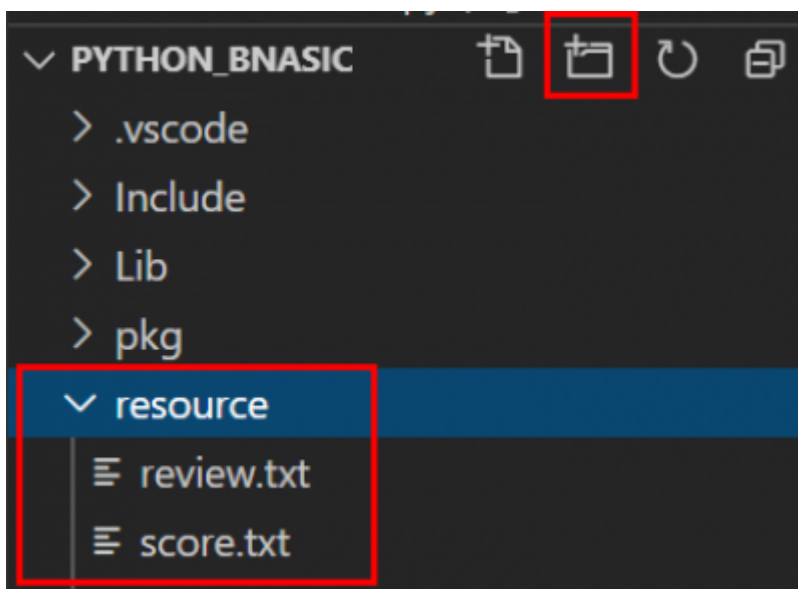 PYTHON_BNASIC
.vscode
Include
Lib
pkg
resource
review.txt
score.txt